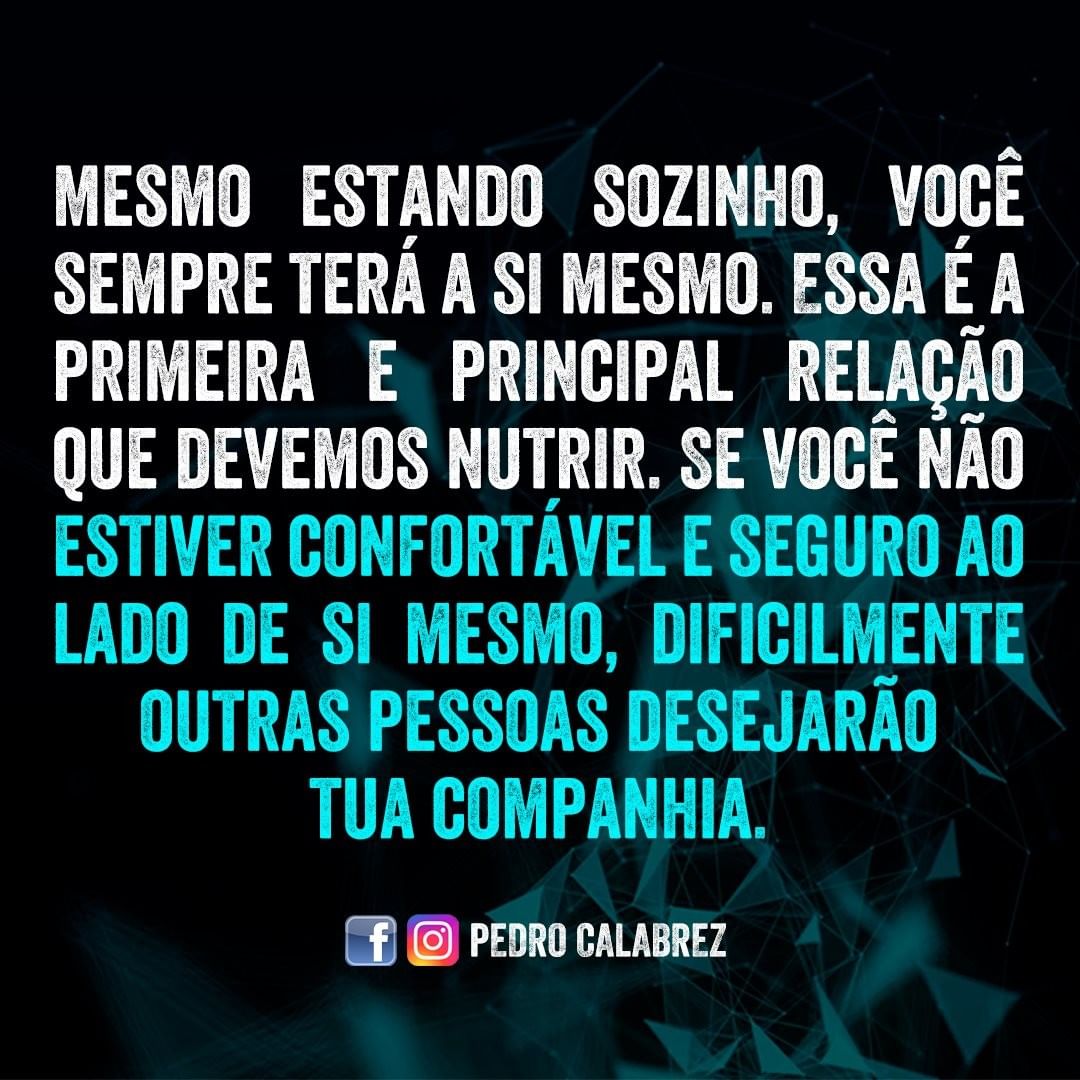 MESMO ESTANDO SOZINHO, VOCÊ
SEMPRE TERÁ A SI MESMO. ESSA É A
PRIMEIRA E PRINCIPAL RELAÇÃO
QUE DEVEMOS NUTRIR. SE VOCÊ NÃO
ESTIVER CONFORTÁVEL E SEGURO AO
LADO DE SI MESMO, DIFICILMENTE
OUTRAS PESSOAS DESEJARÃO
TUA COMPANHIA.
PEDRO CALABREZ